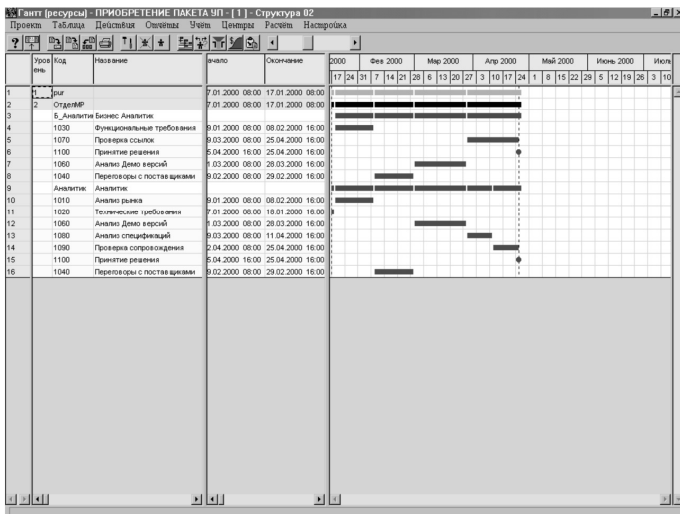 Гантт (ресурсы) - ПРИОБРЕТЕНИЕ ПАКЕТА УП - [ 1 ] - Структура 02
Проект Таблица Действия Отчёты Учёт Центры Расчёт Настройка
Уровень Код Название ачало Окончание 2000 Фев 2000 Мар 2000 Апр 2000 Май 2000 Июнь 2000 Июл
17 24 31 7 14 21 28 6 13 20 27 3 10 17 24 1 8 15 22 29 5 12 19 26 3 10
1 1 pur 7.01.2000 08:00 17.01.2000 08:00
2 2 ОтделМР 7.01.2000 08:00 17.01.2000 08:00
3 Б_Аналити Бизнес Аналитик
4 1030 Функциональные требования 9.01.2000 08:00 08.02.2000 16:00
5 1070 Проверка ссылок 9.03.2000 08:00 25.04.2000 16:00
6 1100 Принятие решения 5.04.2000 16:00 25.04.2000 16:00
7 1060 Анализ Демо версий 1.03.2000 08:00 28.03.2000 16:00
8 1040 Переговоры с поставщиками 9.02.2000 08:00 29.02.2000 16:00
9 Аналитик Аналитик
10 1010 Анализ рынка 9.01.2000 08:00 08.02.2000 16:00
11 1020 Технические требования 7.01.2000 08:00 18.01.2000 16:00
12 1060 Анализ Демо версий 1.03.2000 08:00 28.03.2000 16:00
13 1080 Анализ спецификаций 9.03.2000 08:00 11.04.2000 16:00
14 1090 Проверка сопровождения 2.04.2000 08:00 25.04.2000 16:00
15 1100 Принятие решения 5.04.2000 16:00 25.04.2000 16:00
16 1040 Переговоры с поставщиками 9.02.2000 08:00 29.02.2000 16:00